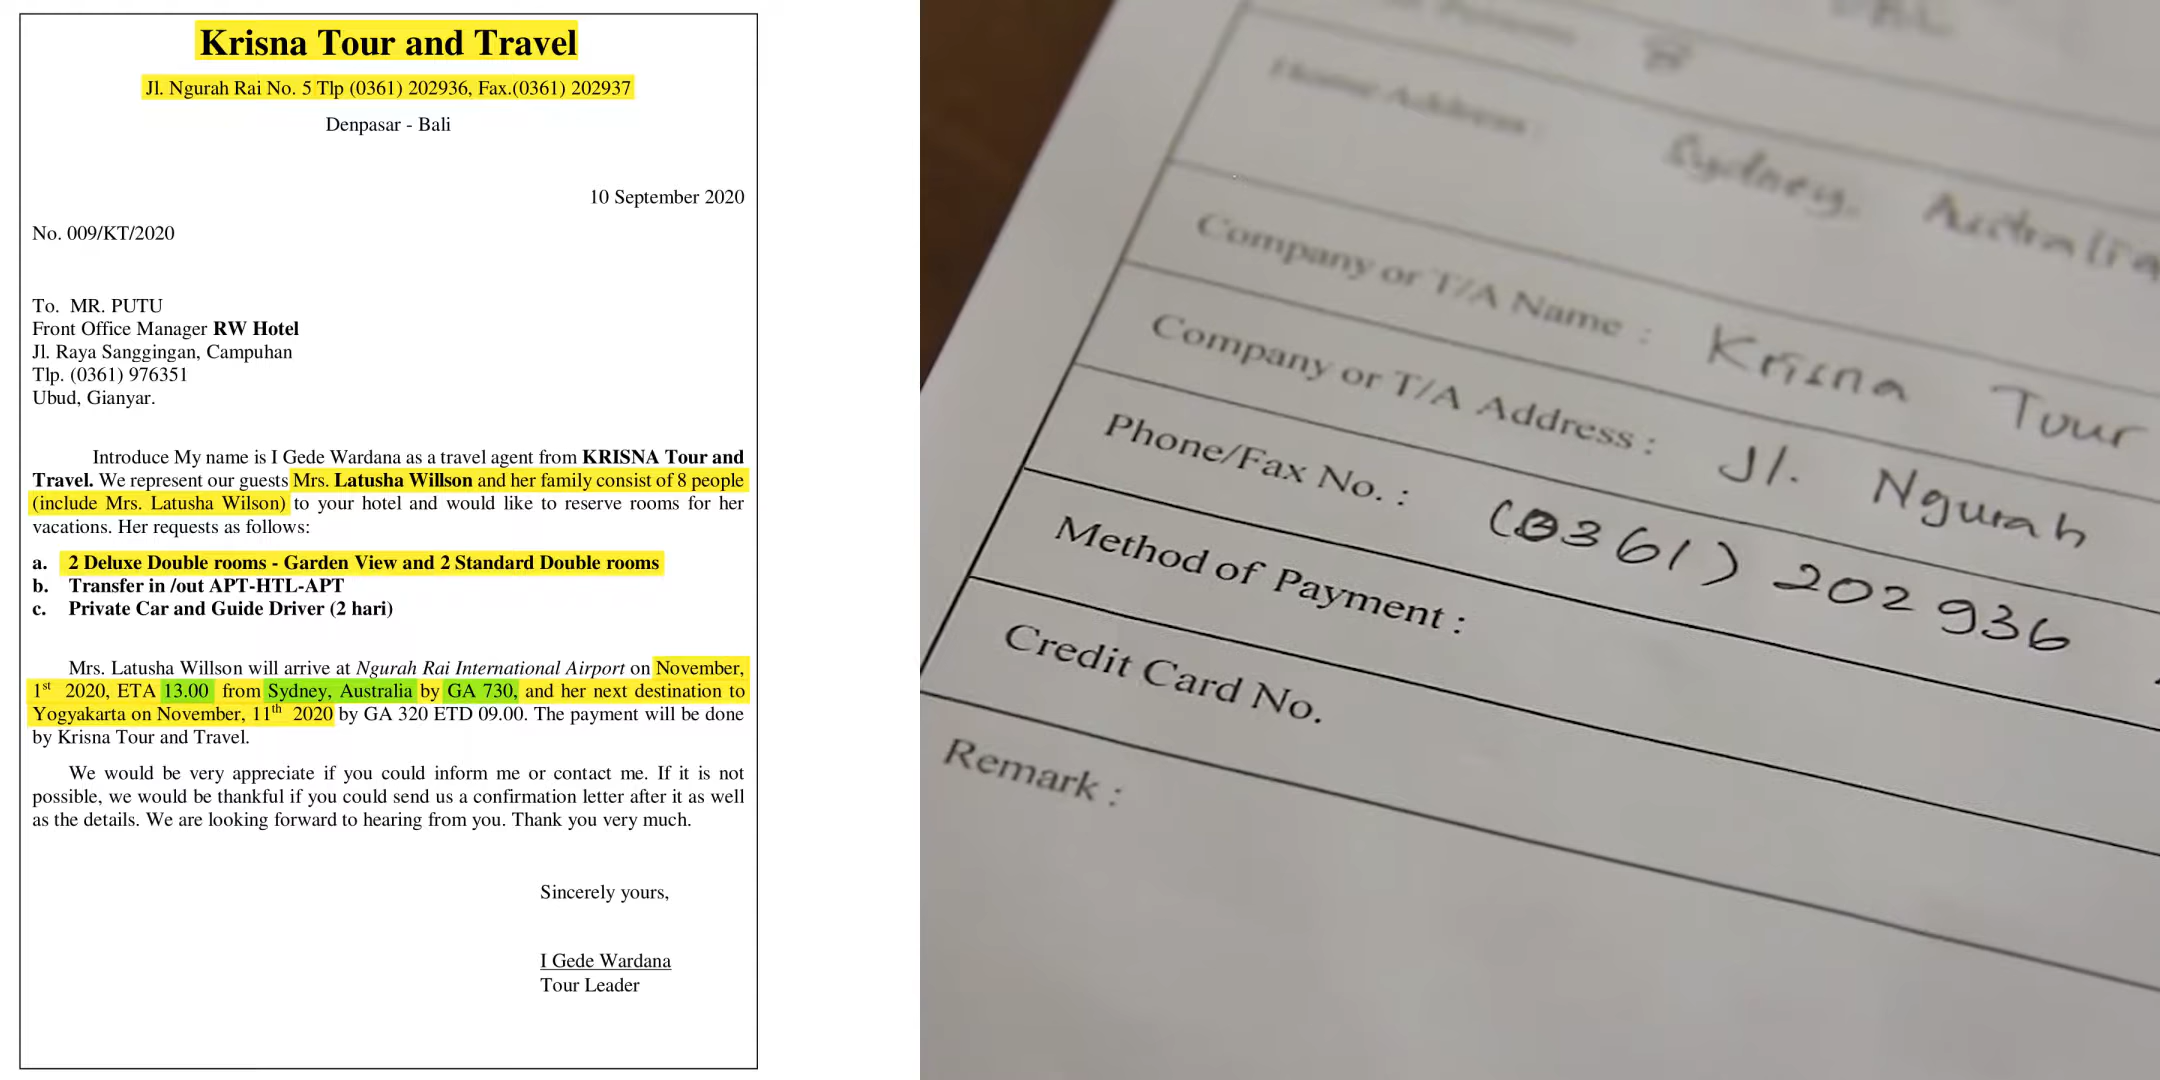 Krisna Tour and Travel
Jl. Ngurah Rai No. 5 Tlp (0361) 202936, Fax.(0361) 202937
Denpasar - Bali
10 September 2020
No. 009/KT/2020
To. MR. PUTU
Front Office Manager RW Hotel
Jl. Raya Sanggingan, Campuhan
Tlp. (0361) 976351
Ubud, Gianyar.
Introduce My name is I Gede Wardana as a travel agent from KRISNA Tour and
Travel. We represent our guests Mrs. Latusha Willson and her family consist of 8 people
(include Mrs. Latusha Wilson) to your hotel and would like to reserve rooms for her
vacations. Her requests as follows:
a. 2 Deluxe Double rooms - Garden View and 2 Standard Double rooms
b. Transfer in /out APT-HTL-APT
c. Private Car and Guide Driver (2 hari)
Mrs. Latusha Willson will arrive at Ngurah Rai International Airport on November,
1st 2020, ETA 13.00 from Sydney, Australia by GA 730, and her next destination to
Yogyakarta on November, 11th 2020 by GA 320 ETD 09.00. The payment will be done
by Krisna Tour and Travel.
We would be very appreciate if you could inform me or contact me. If it is not
possible, we would be thankful if you could send us a confirmation letter after it as well
as the details. We are looking forward to hearing from you. Thank you very much.
Sincerely yours,
I Gede Wardana
Tour Leader
8
Home Address : Sydney. Australia
Company or T/A Name : Krisna Tour
Company or T/A Address : Jl. Ngurah
Phone/Fax No. : (0361) 202936
Method of Payment :
Credit Card No.
Remark :